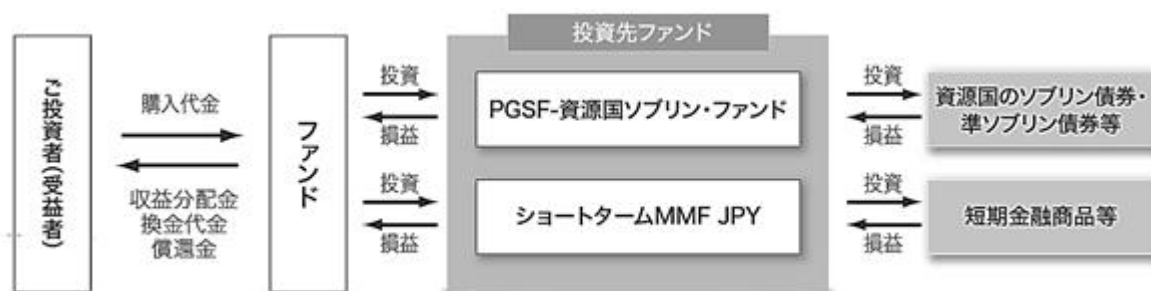 ご投資者(受益者)
購入代金
収益分配金
換金代金
償還金
ファンド
投資
損益
投資
損益
投資先ファンド
PGSF-資源国ソブリン・ファンド
ショートタームMMF JPY
投資
損益
投資
損益
資源国のソブリン債券・
準ソブリン債券等
短期金融商品等